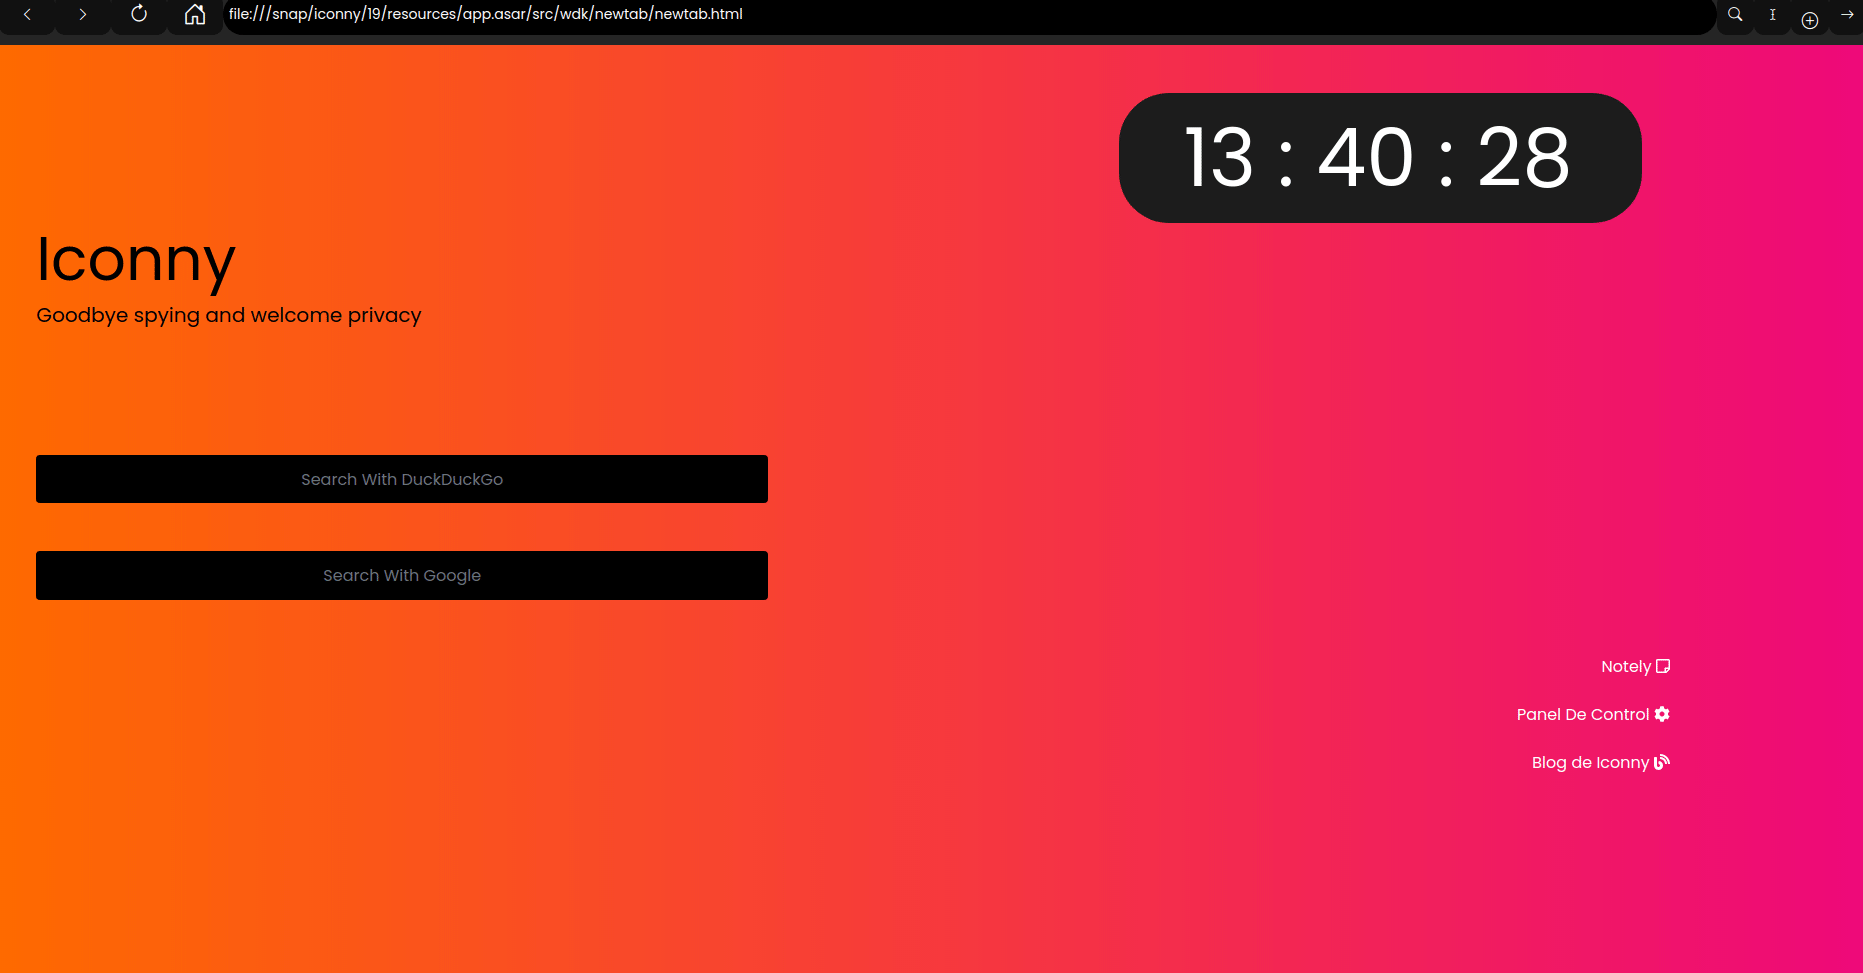 file:///snap/iconny/19/resources/app.asar/src/wdk/newtab/newtab.html
13 : 40 : 28
Iconny
Goodbye spying and welcome privacy
Search With DuckDuckGo
Search With Google
Notely
Panel De Control
Blog de Iconny